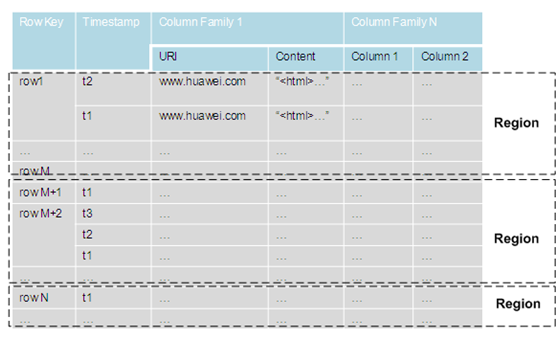 Row Key Timestamp Column Family 1 Column Family N
URI Content Column 1 Column 2
row1 t2 www.huawei.com “<html>…” … …
t1 www.huawei.com “<html>…” … …
Region
… … … … … …
row M
row M+1 t1 … … … …
row M+2 t3 … … … …
t2 … … … …
Region
t1 … … … …
… … … … … …
row N t1 … … … …
Region
… … … … … …